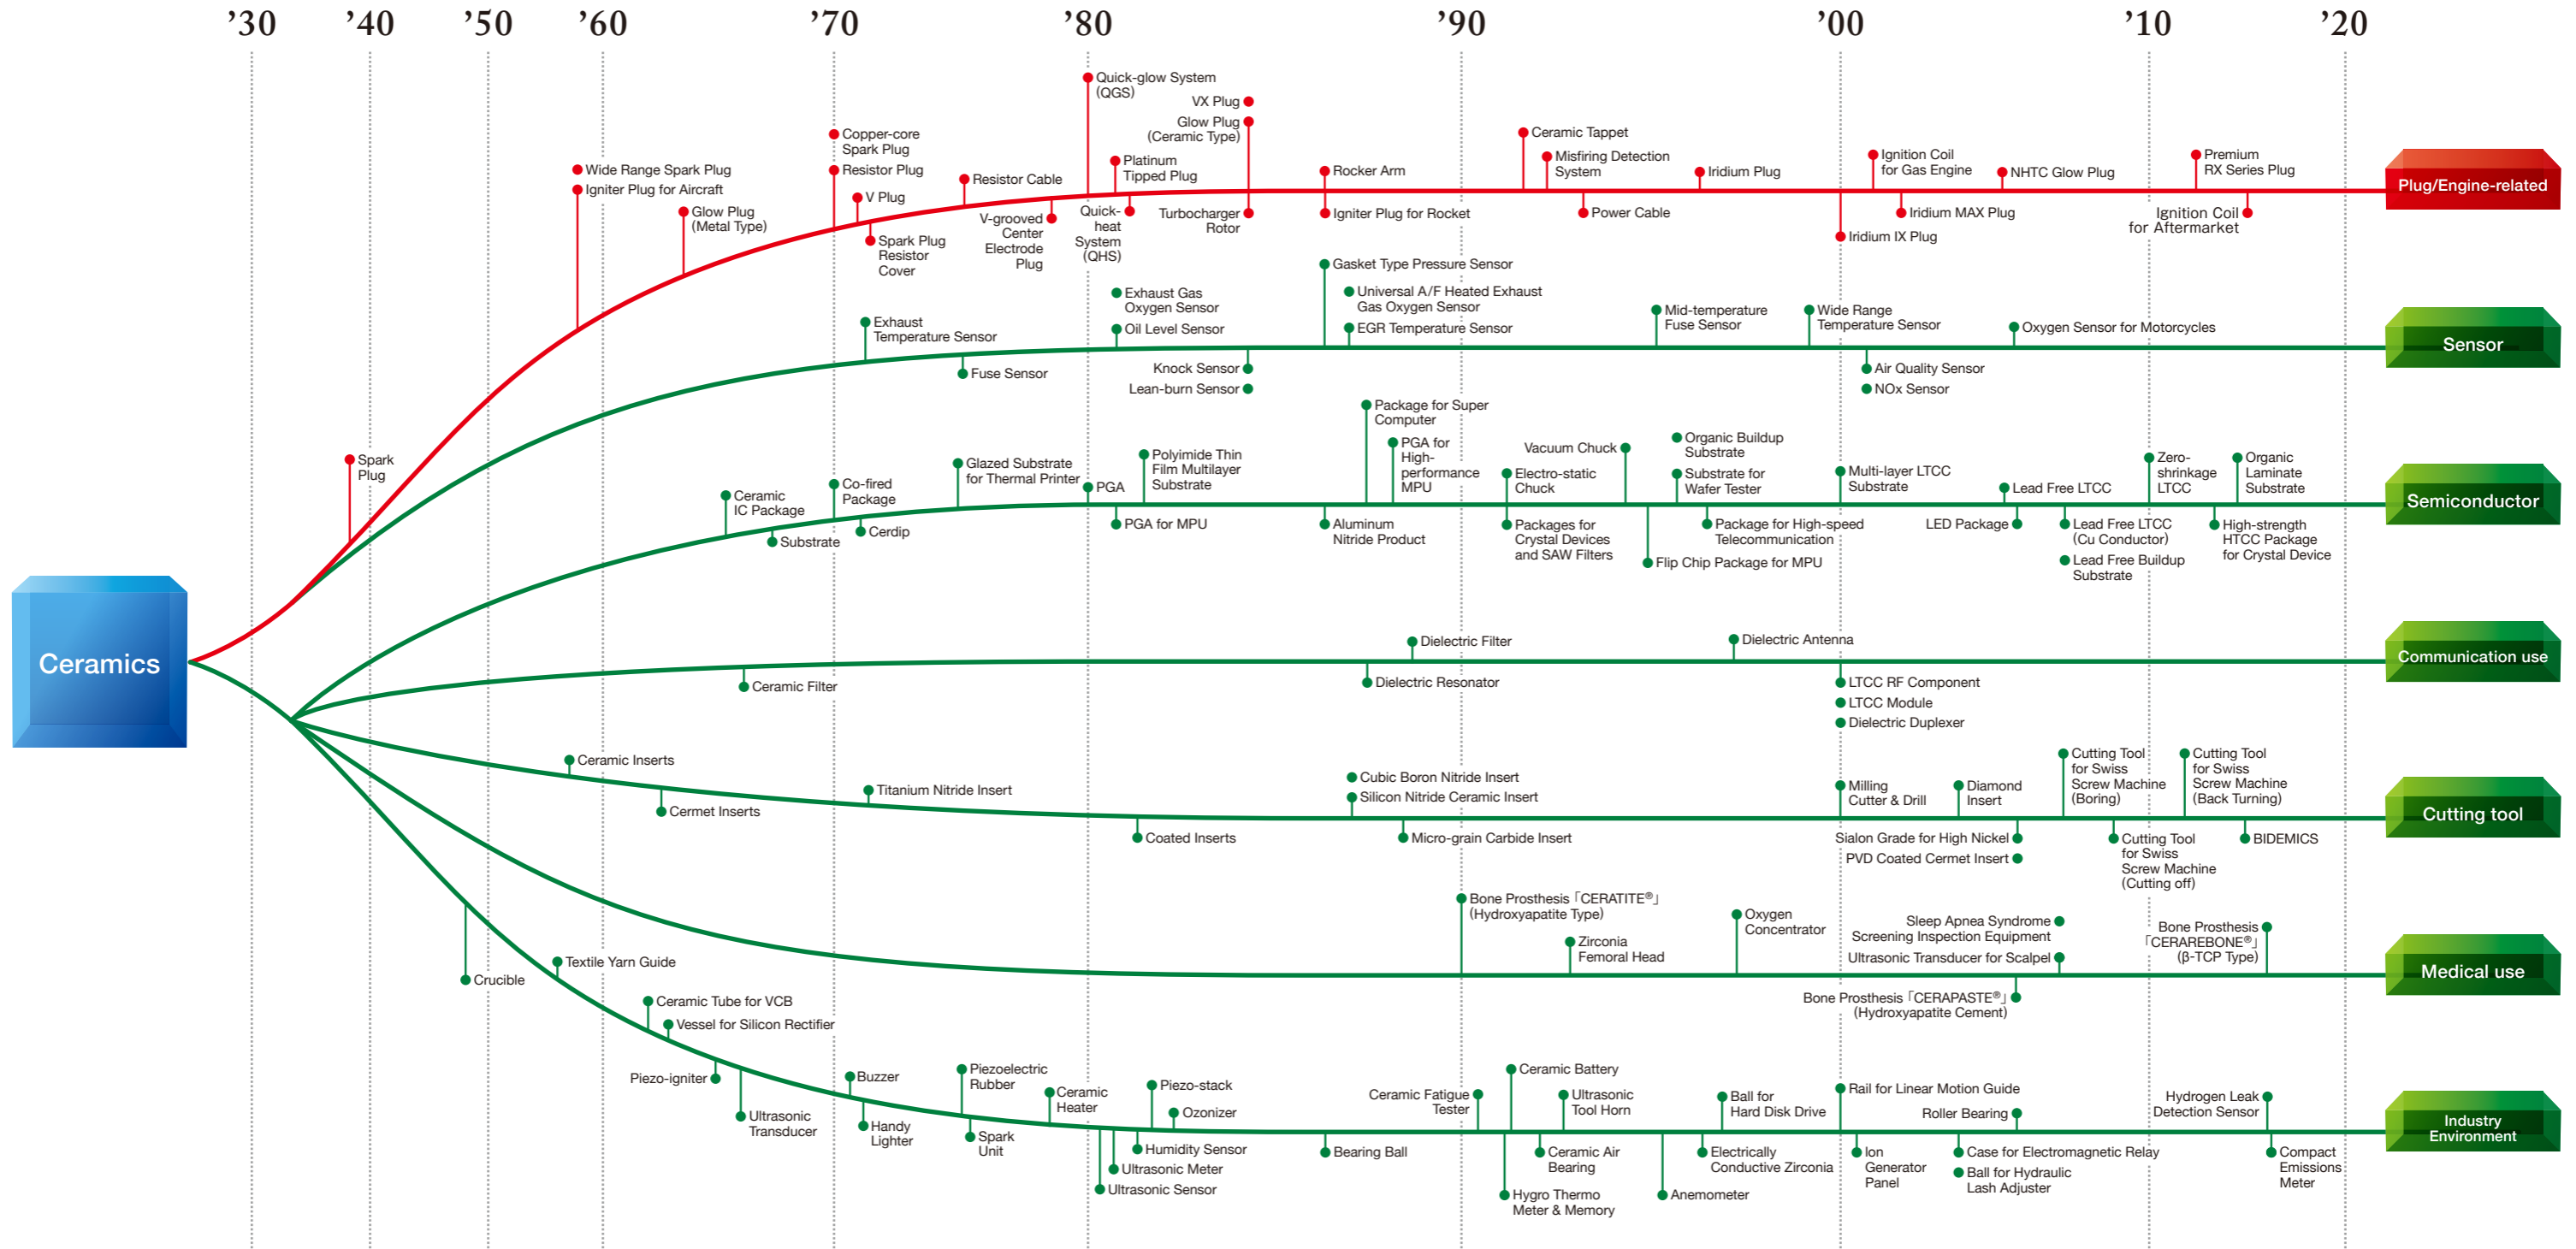 ’30 ’40 ’50 ’60 ’70 ’80 ’90 ’00 ’10 ’20
Ceramics
Quick-glow System
(QGS)
VX Plug
Glow Plug
(Ceramic Type)
Copper-core
Spark Plug
Resistor Plug
Wide Range Spark Plug
Igniter Plug for Aircraft
Glow Plug
(Metal Type)
V Plug
Spark Plug
Resistor
Cover
Resistor Cable
V-grooved
Center
Electrode
Plug
Platinum
Tipped Plug
Quick-
heat
System
(QHS)
Turbocharger
Rotor
Rocker Arm
Igniter Plug for Rocket
Ceramic Tappet
Misfiring Detection
System
Power Cable
Iridium Plug
Ignition Coil
for Gas Engine
Iridium MAX Plug
Iridium IX Plug
NHTC Glow Plug
Premium
RX Series Plug
Ignition Coil
for Aftermarket
Spark
Plug
Plug/Engine-related
Exhaust
Temperature Sensor
Fuse Sensor
Exhaust Gas
Oxygen Sensor
Oil Level Sensor
Knock Sensor
Lean-burn Sensor
Gasket Type Pressure Sensor
Universal A/F Heated Exhaust
Gas Oxygen Sensor
EGR Temperature Sensor
Mid-temperature
Fuse Sensor
Wide Range
Temperature Sensor
Air Quality Sensor
NOx Sensor
Oxygen Sensor for Motorcycles
Sensor
Ceramic
IC Package
Substrate
Co-fired
Package
Cerdip
Glazed Substrate
for Thermal Printer
PGA
PGA for MPU
Polyimide Thin
Film Multilayer
Substrate
Package for Super
Computer
PGA for
High-
performance
MPU
Aluminum
Nitride Product
Electro-static
Chuck
Packages for
Crystal Devices
and SAW Filters
Vacuum Chuck
Flip Chip Package for MPU
Organic Buildup
Substrate
Substrate for
Wafer Tester
Package for High-speed
Telecommunication
Multi-layer LTCC
Substrate
Lead Free LTCC
LED Package
Lead Free LTCC
(Cu Conductor)
Lead Free Buildup
Substrate
Zero-
shrinkage
LTCC
Organic
Laminate
Substrate
High-strength
HTCC Package
for Crystal Device
Semiconductor
Ceramic Filter
Dielectric Filter
Dielectric Resonator
Dielectric Antenna
LTCC RF Component
LTCC Module
Dielectric Duplexer
Communication use
Ceramic Inserts
Cermet Inserts
Titanium Nitride Insert
Coated Inserts
Cubic Boron Nitride Insert
Silicon Nitride Ceramic Insert
Micro-grain Carbide Insert
Milling
Cutter & Drill
Diamond
Insert
Sialon Grade for High Nickel
PVD Coated Cermet Insert
Cutting Tool
for Swiss
Screw Machine
(Boring)
Cutting Tool
for Swiss
Screw Machine
(Cutting off)
Cutting Tool
for Swiss
Screw Machine
(Back Turning)
BIDEMICS
Cutting tool
Bone Prosthesis「CERATITE®」
(Hydroxyapatite Type)
Zirconia
Femoral Head
Oxygen
Concentrator
Sleep Apnea Syndrome
Screening Inspection Equipment
Ultrasonic Transducer for Scalpel
Bone Prosthesis「CERAPASTE®」
(Hydroxyapatite Cement)
Bone Prosthesis
「CERAREBONE®」
(β-TCP Type)
Medical use
Crucible
Textile Yarn Guide
Ceramic Tube for VCB
Vessel for Silicon Rectifier
Piezo-igniter
Ultrasonic
Transducer
Buzzer
Handy
Lighter
Piezoelectric
Rubber
Spark
Unit
Ceramic
Heater
Piezo-stack
Ozonizer
Humidity Sensor
Ultrasonic Meter
Ultrasonic Sensor
Bearing Ball
Ceramic Fatigue
Tester
Ceramic Battery
Hygro Thermo
Meter & Memory
Ultrasonic
Tool Horn
Ceramic Air
Bearing
Anemometer
Ball for
Hard Disk Drive
Electrically
Conductive Zirconia
Rail for Linear Motion Guide
Ion
Generator
Panel
Roller Bearing
Case for Electromagnetic Relay
Ball for Hydraulic
Lash Adjuster
Hydrogen Leak
Detection Sensor
Compact
Emissions
Meter
Industry
Environment